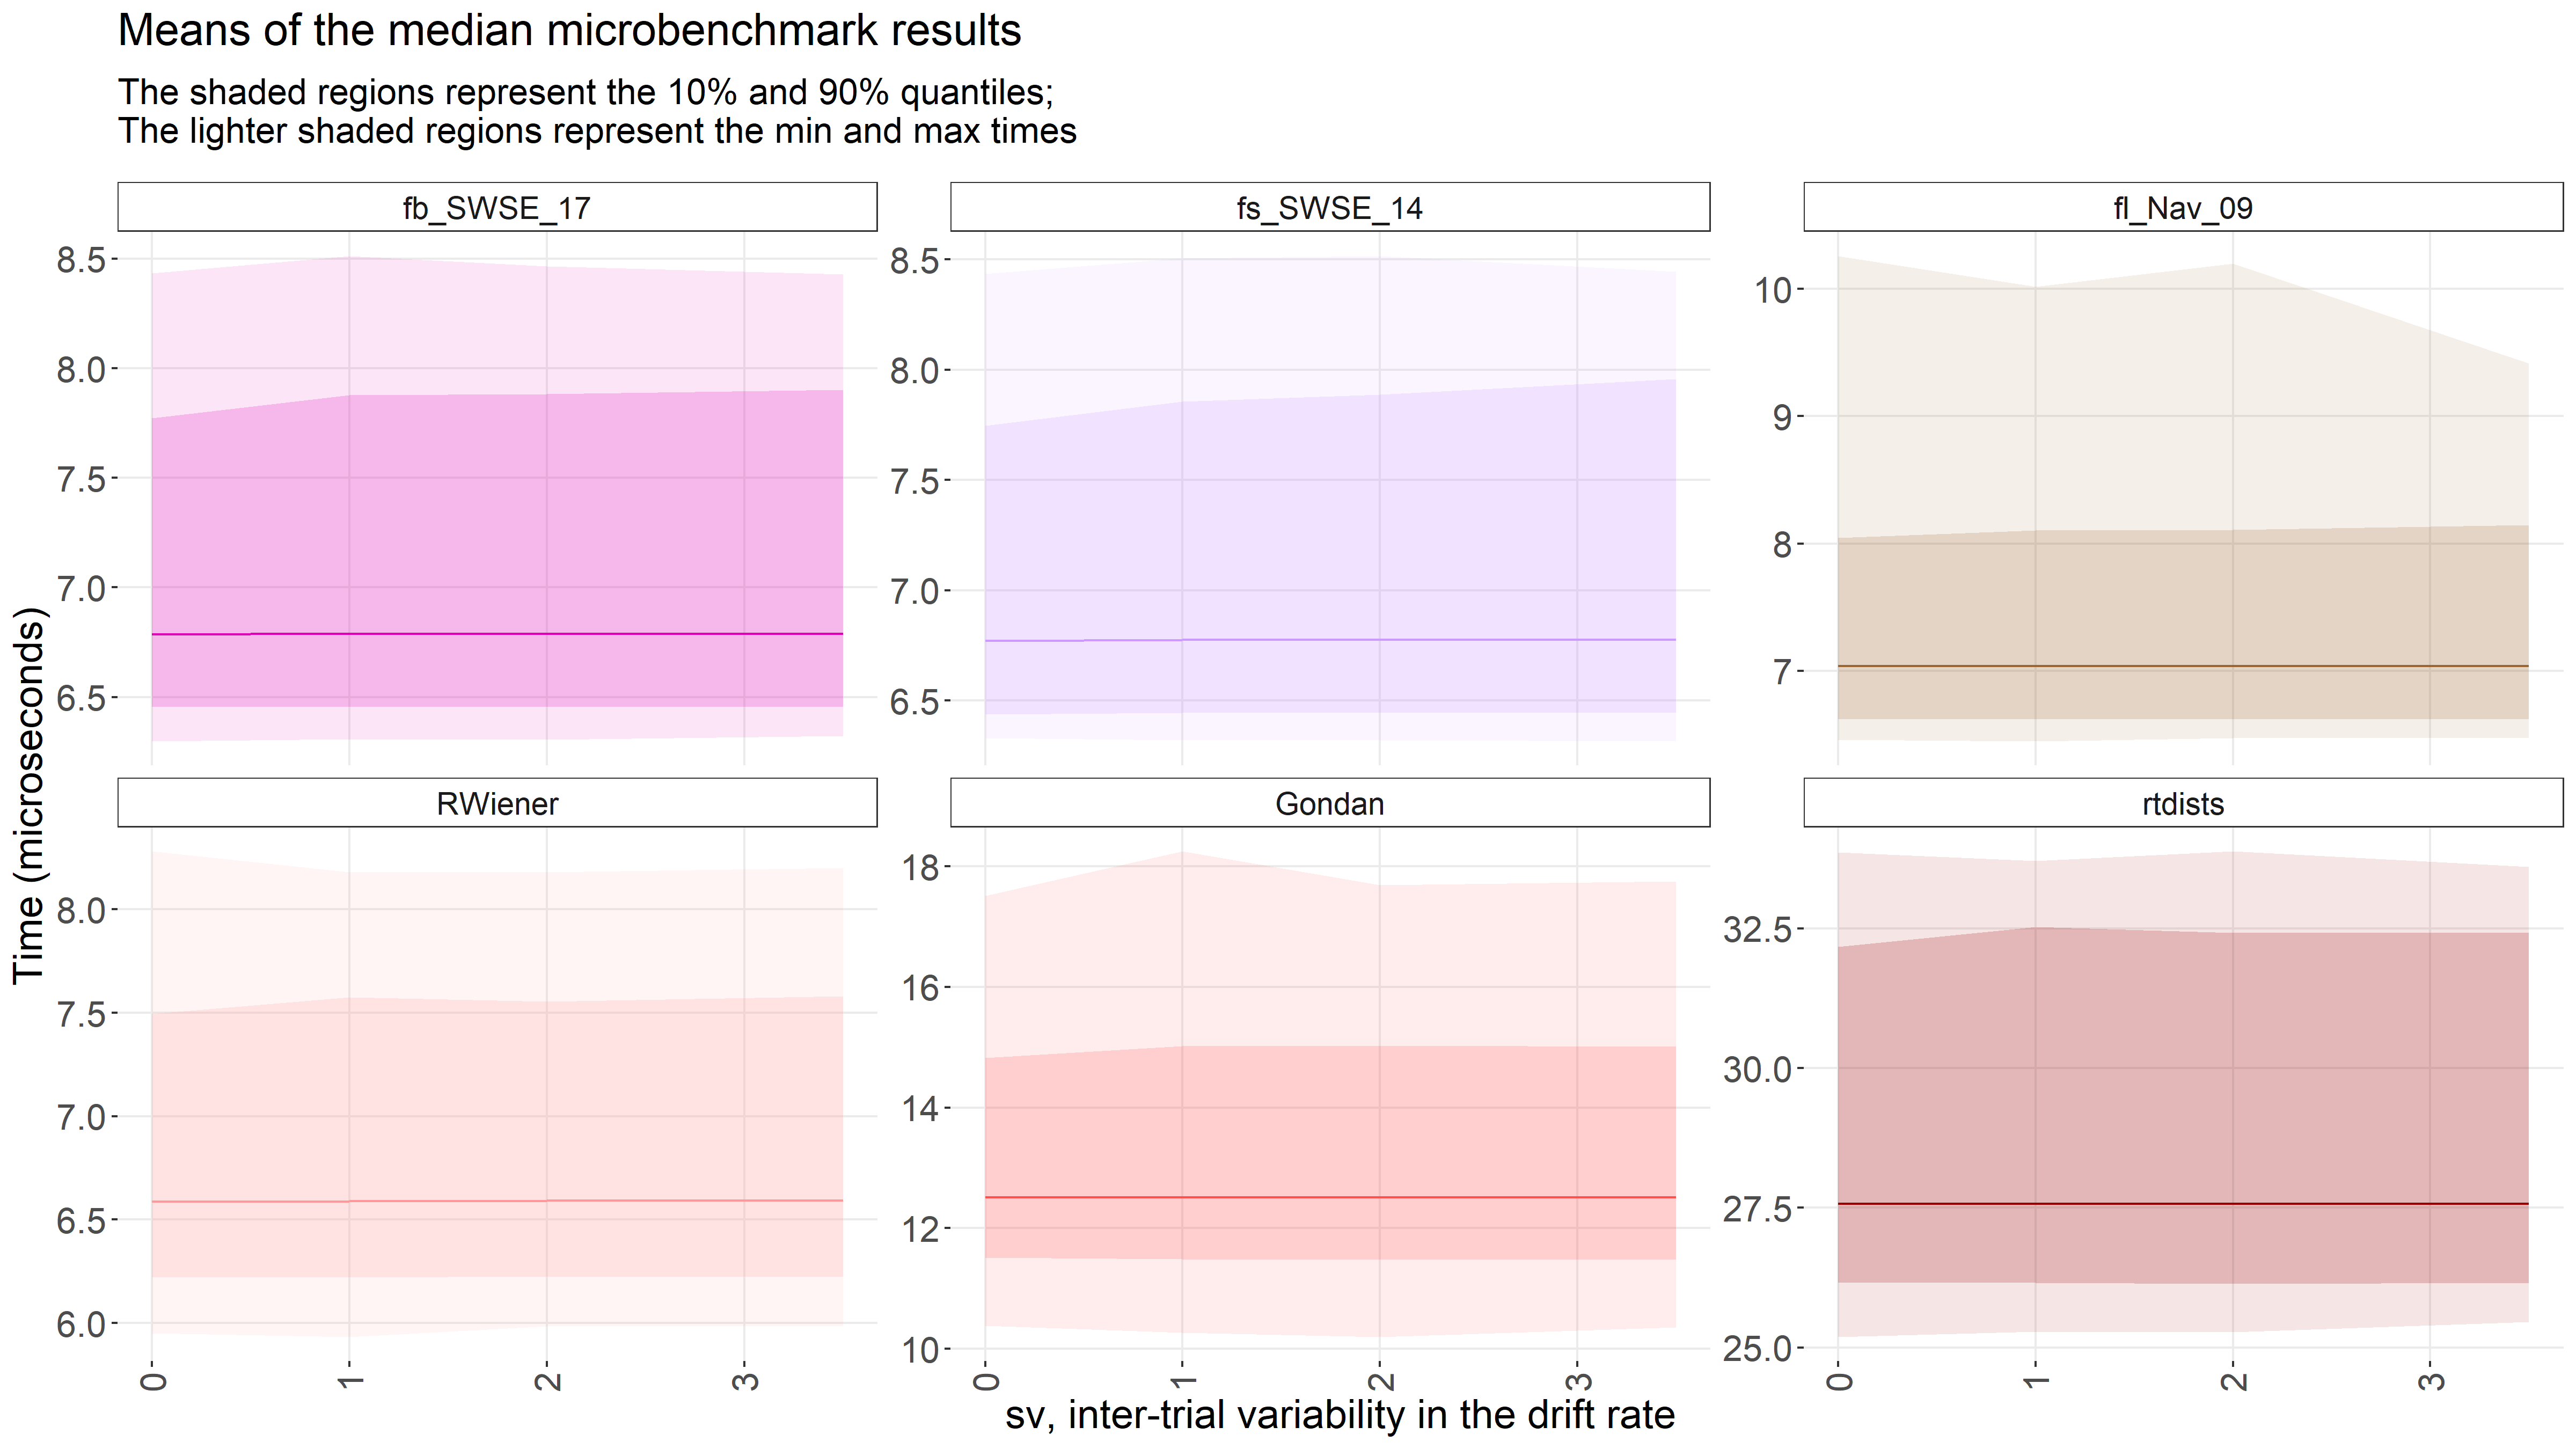 Means of the median microbenchmark results
The shaded regions represent the 10% and 90% quantiles;
The lighter shaded regions represent the min and max times
fb_SWSE_17
fs_SWSE_14
fl_Nav_09
8.5
8.0
7.5
7.0
6.5
8.5
8.0
7.5
7.0
6.5
10
9
8
7
Time (microseconds)
RWiener
Gondan
rtdists
8.0
7.5
7.0
6.5
6.0
18
16
14
12
10
32.5
30.0
27.5
25.0
0 1 2 3
0 1 2 3
0 1 2 3
sv, inter-trial variability in the drift rate